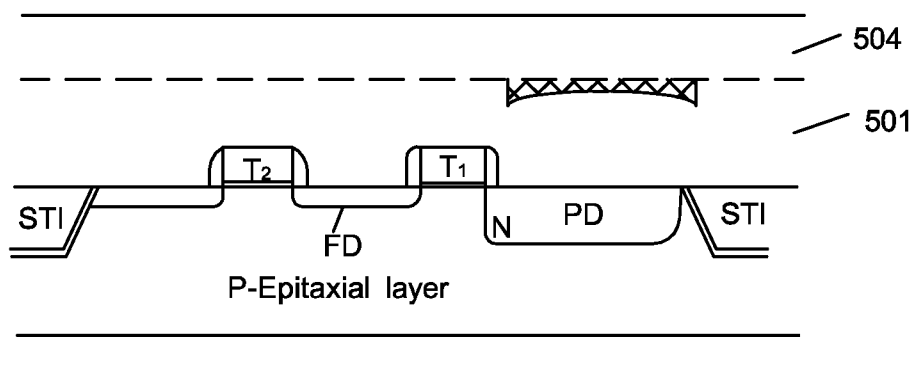 504
501
T2 T1
STI N PD STI
FD
P-Epitaxial layer